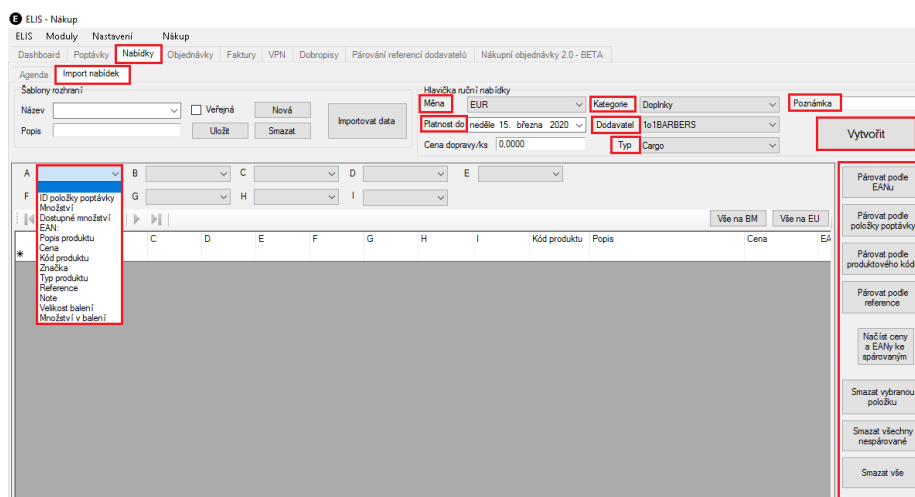 E ELIS - Nákup
ELIS Moduly Nastavení Nákup
Dashboard Poptávky Nabídky Objednávky Faktury VPN Dobropisy Párování referencí dodavatelů Nákupní objednávky 2.0 - BETA
Agenda Import nabídek
Šablony rozhraní
Název Veřejná Nová
Popis Uložit Smazat
Importovat data
Hlavička ruční nabídky
Měna EUR Kategorie Doplnky Poznámka
Platnost do neděle 15. března 2020 Dodavatel 1o1BARBERS
Cena dopravy/ks 0,0000 Typ Cargo
Vytvořit
A B C D E
F G H I
ID položky poptávky
Množství
Dostupné množství
EAN:
Popis produktu
Cena
Kód produktu
Značka
Typ produktu
Reference
Note
Velikost balení
Množství v balení
Vše na BM Vše na EU
C D E F G H I Kód produktu Popis Cena EA
Párovat podle
EANu
Párovat podle
položky poptávky
Párovat podle
produktového kód
Párovat podle
reference
Načíst ceny
a EANy ke
spárovaným
Smazat vybranou
položku
Smazat všechny
nespárované
Smazat vše